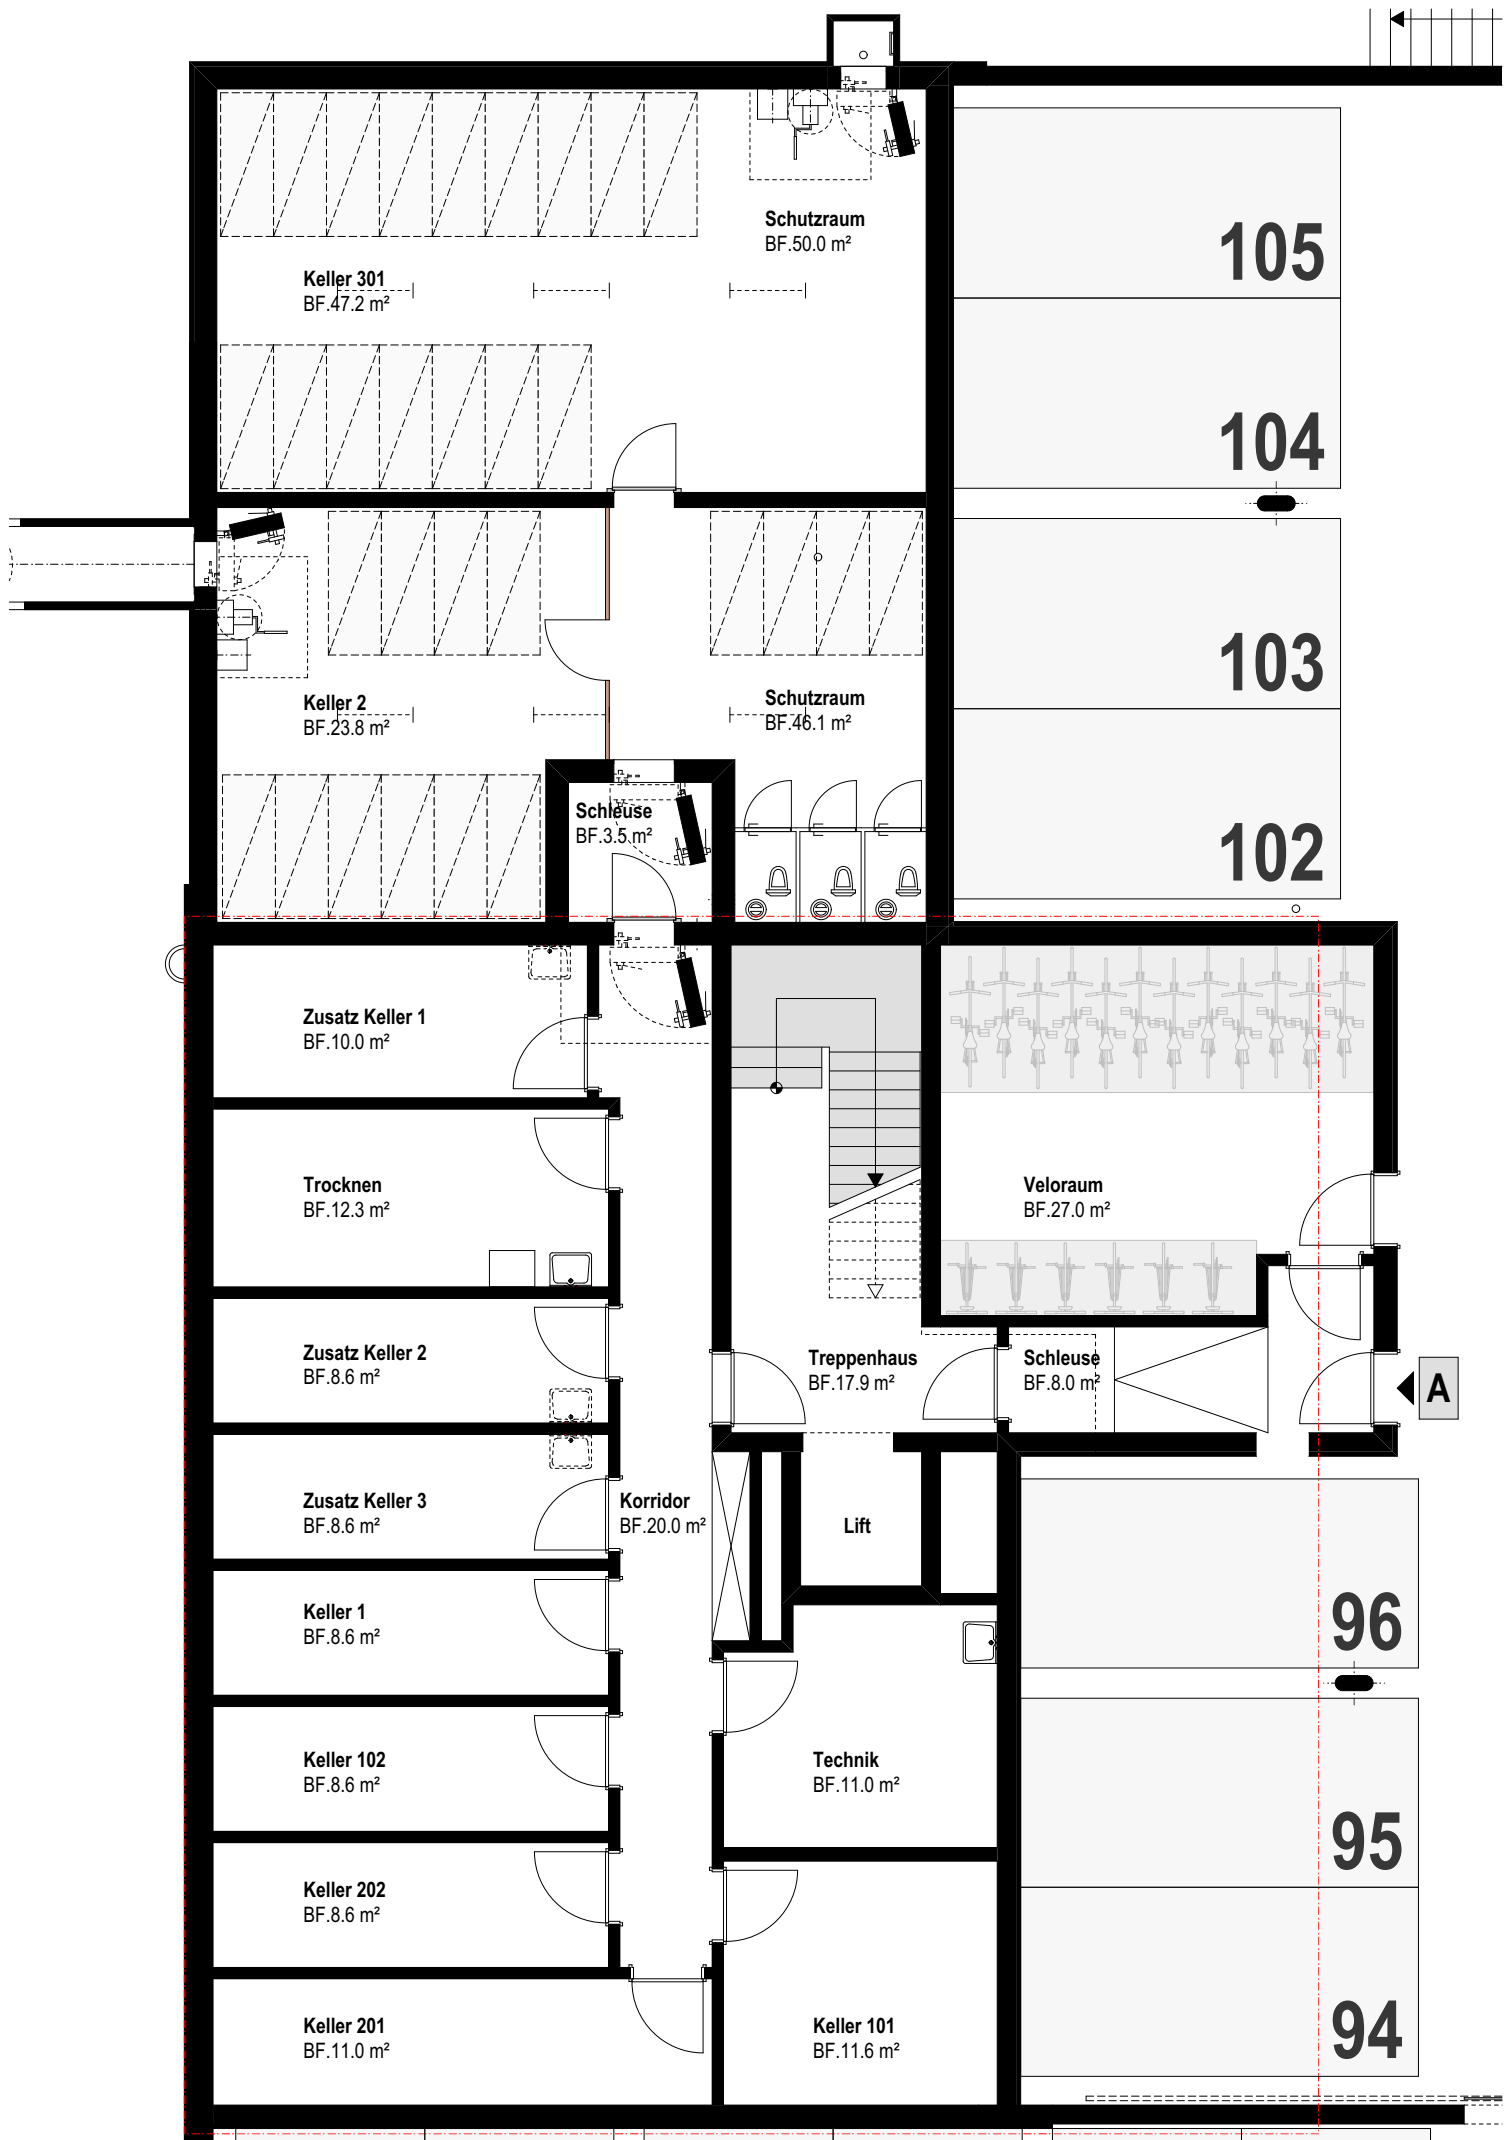 Schutzraum
BF.50.0 m²
105
Keller 301
BF.47.2 m²
104
103
Keller 2
BF.23.8 m²
Schutzraum
BF.46.1 m²
Schleuse
BF.3.5 m²
102
Zusatz Keller 1
BF.10.0 m²
Trocknen
BF.12.3 m²
Veloraum
BF.27.0 m²
Zusatz Keller 2
BF.8.6 m²
Treppenhaus
BF.17.9 m²
Schleuse
BF.8.0 m²
A
Zusatz Keller 3
BF.8.6 m²
Korridor
BF.20.0 m²
Lift
Keller 1
BF.8.6 m²
96
Keller 102
BF.8.6 m²
Technik
BF.11.0 m²
95
Keller 202
BF.8.6 m²
Keller 201
BF.11.0 m²
Keller 101
BF.11.6 m²
94